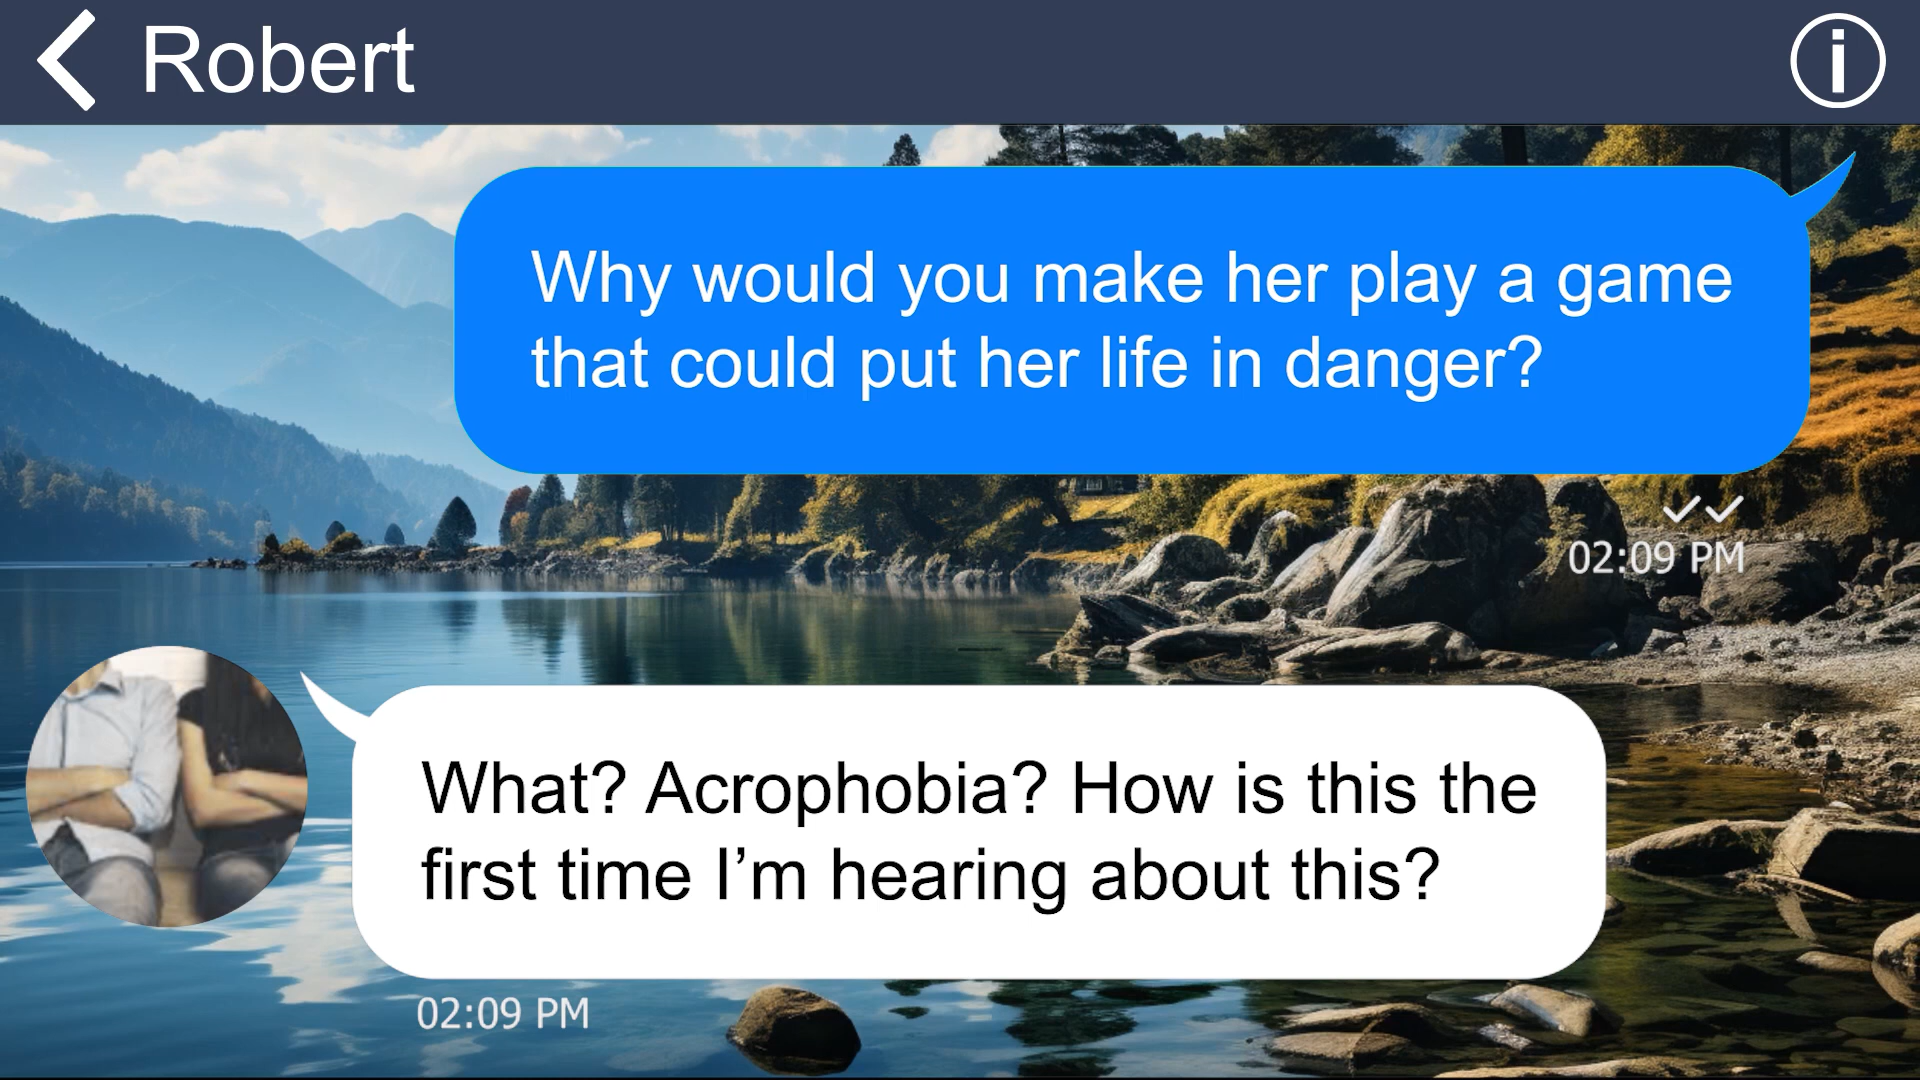 Robert
Why would you make her play a game
that could put her life in danger?
02:09 PM
What? Acrophobia? How is this the
first time I’m hearing about this?
02:09 PM